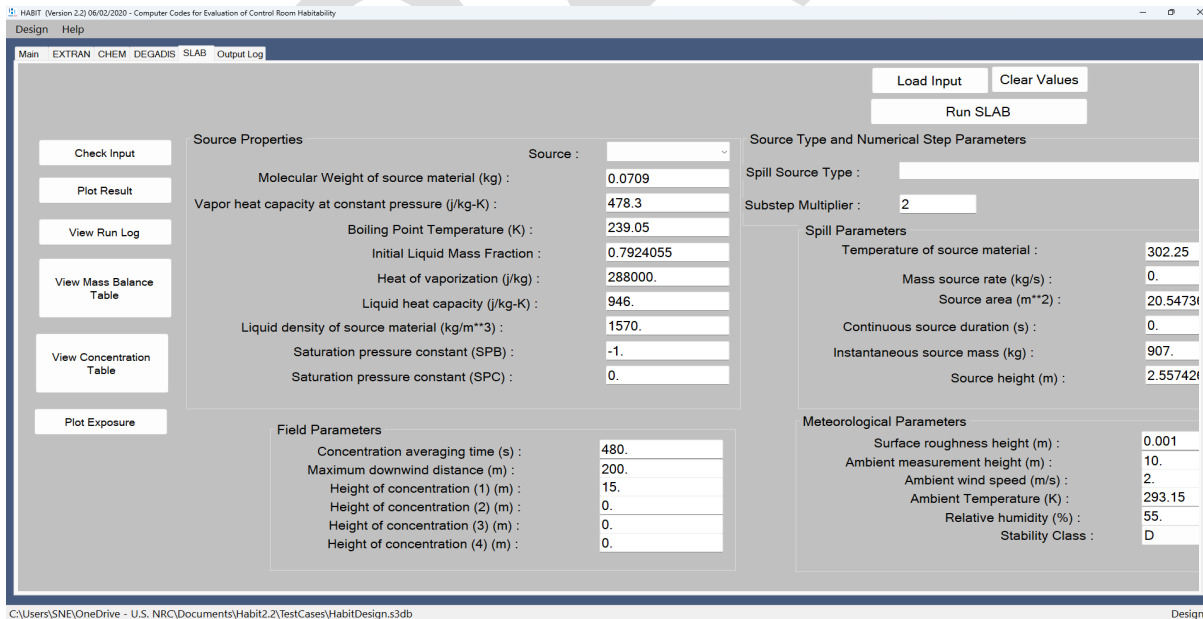 HABIT (Version 2.2) 06/02/2020 - Computer Codes for Evaluation of Control Room Habitability
Design Help
Main EXTRAN CHEM DEGADIS SLAB Output Log
Load Input Clear Values
Run SLAB
Check Input
Plot Result
View Run Log
View Mass Balance
Table
View Concentration
Table
Plot Exposure
Source Properties
Source :
Molecular Weight of source material (kg) : 0.0709
Vapor heat capacity at constant pressure (j/kg-K) : 478.3
Boiling Point Temperature (K) : 239.05
Initial Liquid Mass Fraction : 0.7924055
Heat of vaporization (j/kg) : 288000.
Liquid heat capacity (j/kg-K) : 946.
Liquid density of source material (kg/m**3) : 1570.
Saturation pressure constant (SPB) : -1.
Saturation pressure constant (SPC) : 0.
Source Type and Numerical Step Parameters
Spill Source Type :
Substep Multiplier : 2
Spill Parameters
Temperature of source material : 302.25
Mass source rate (kg/s) : 0.
Source area (m**2) : 20.5473
Continuous source duration (s) : 0.
Instantaneous source mass (kg) : 907.
Source height (m) : 2.55742
Field Parameters
Concentration averaging time (s) : 480.
Maximum downwind distance (m) : 200.
Height of concentration (1) (m) : 15.
Height of concentration (2) (m) : 0.
Height of concentration (3) (m) : 0.
Height of concentration (4) (m) : 0.
Meteorological Parameters
Surface roughness height (m) : 0.001
Ambient measurement height (m) : 10.
Ambient wind speed (m/s) : 2.
Ambient Temperature (K) : 293.15
Relative humidity (%) : 55.
Stability Class : D
C:\Users\SNE\OneDrive - U.S. NRC\Documents\Habit2.2\TestCases\HabitDesign.s3db
Design